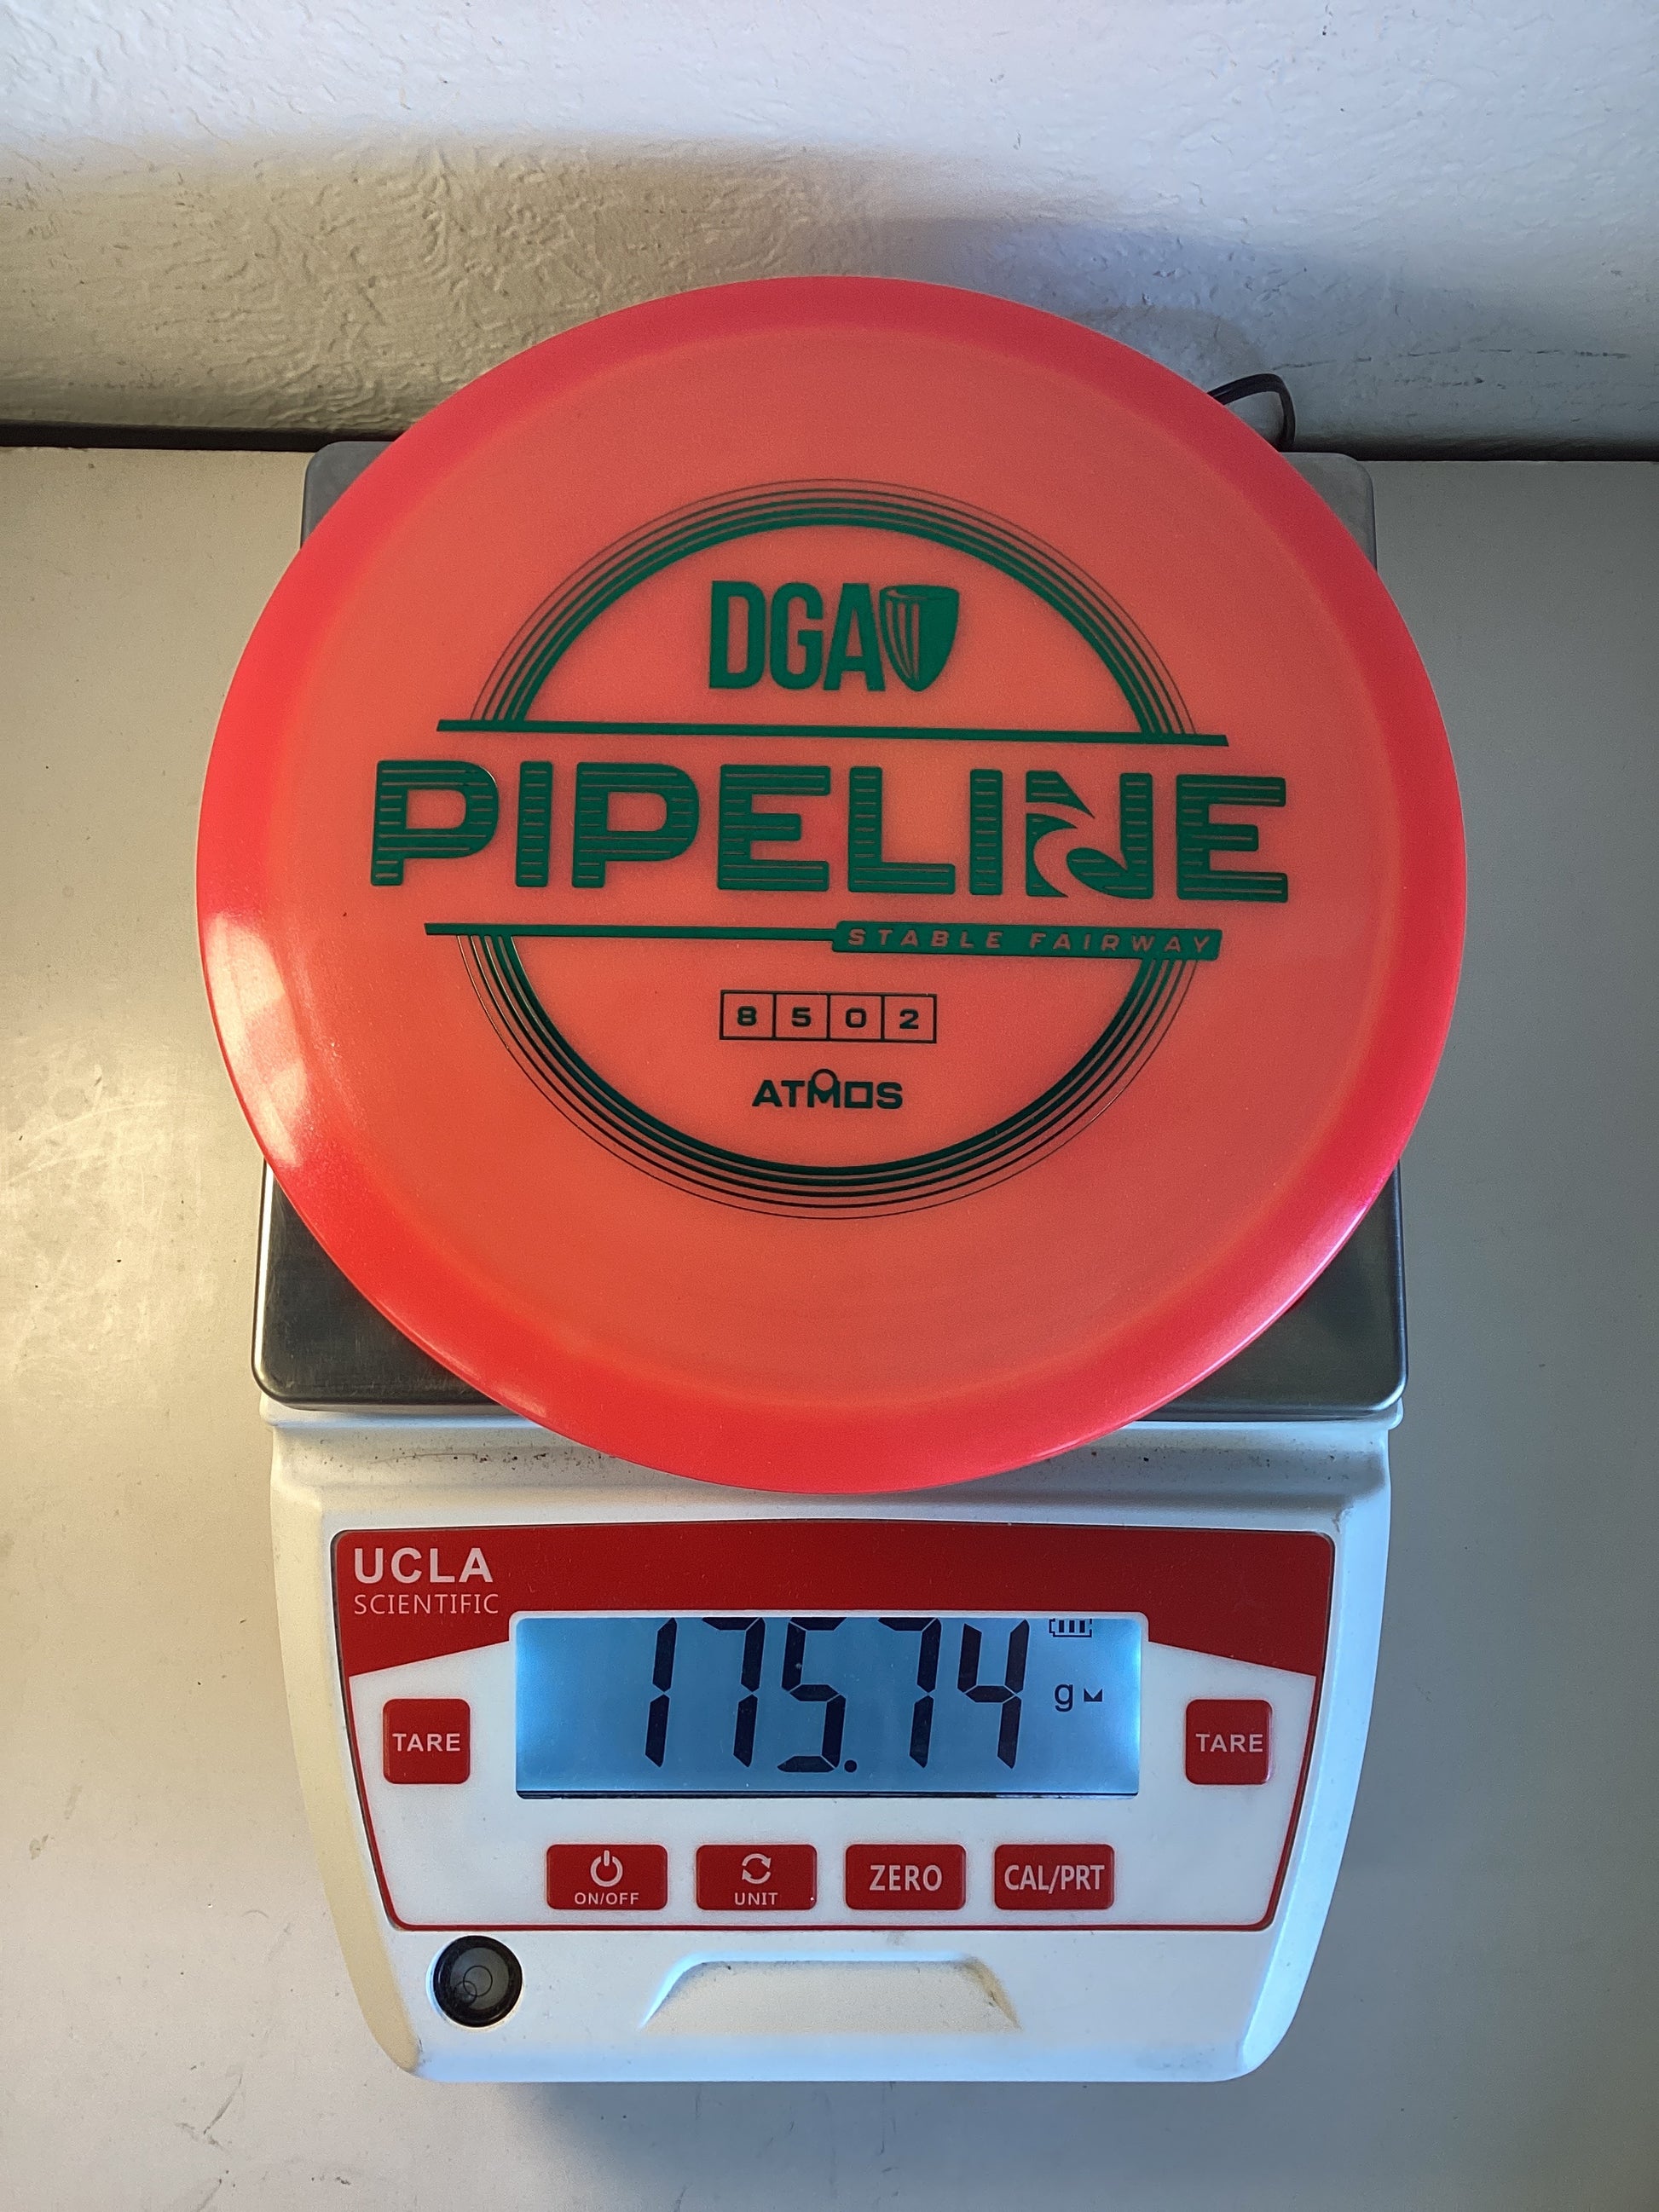 DGA
PIPELINE
STABLE FAIRWAY
8 5 0 2
ATMOS
UCLA
SCIENTIFIC
175.74 g
TARE
TARE
ON/OFF
UNIT
ZERO
CAL/PRT